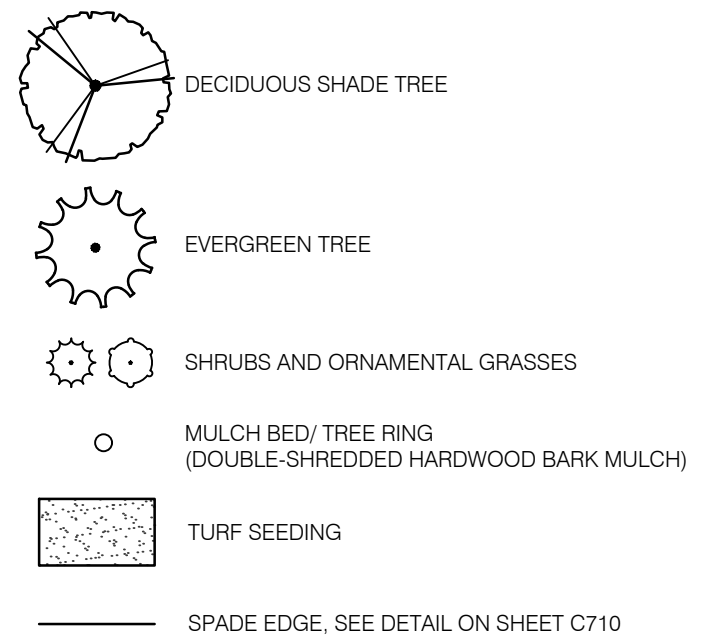 DECIDUOUS SHADE TREE
EVERGREEN TREE
SHRUBS AND ORNAMENTAL GRASSES
MULCH BED/ TREE RING
(DOUBLE-SHREDDED HARDWOOD BARK MULCH)
TURF SEEDING
SPADE EDGE, SEE DETAIL ON SHEET C710